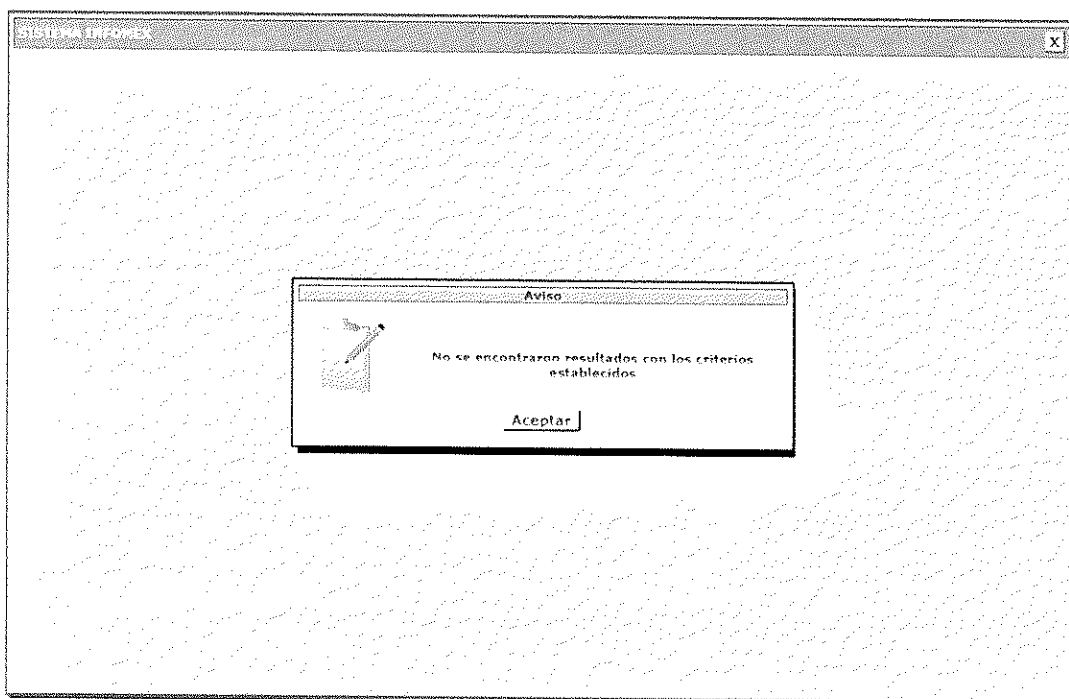 SISTEMA INFOMEX
X
Aviso
No se encontraron resultados con los criterios
establecidos
Aceptar